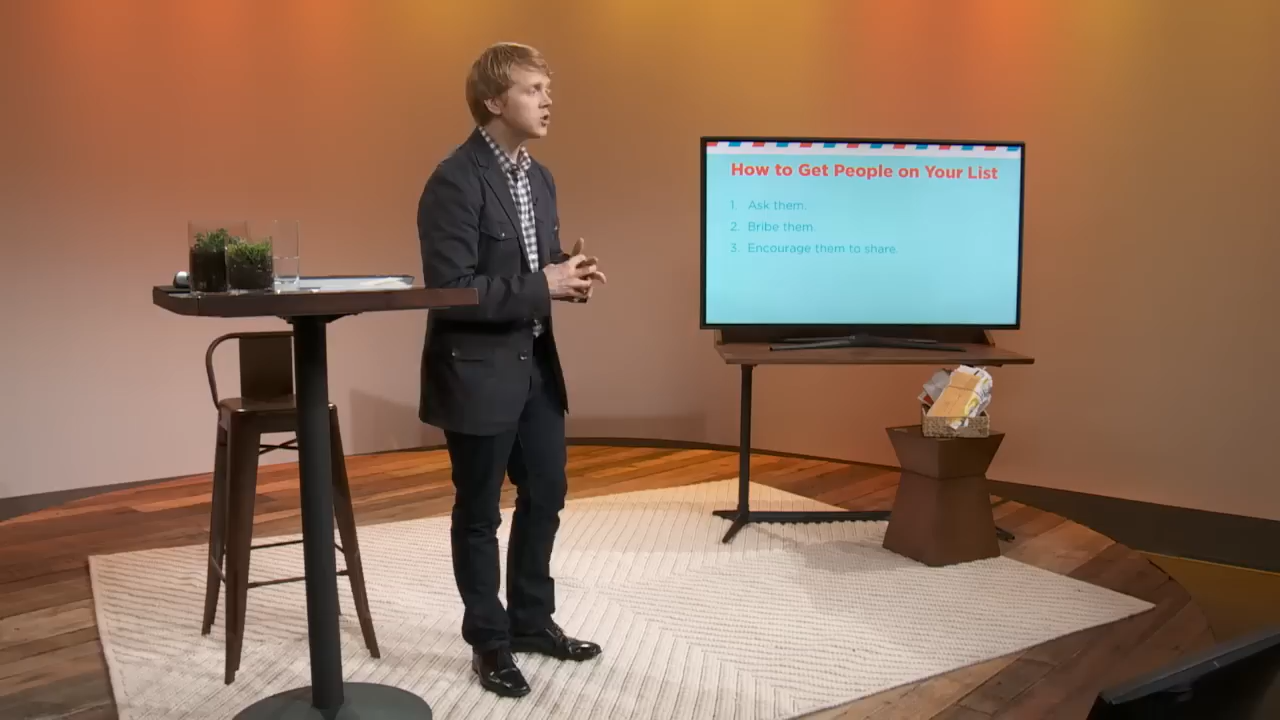 How to Get People on Your List
1. Ask them.
2. Bribe them.
3. Encourage them to share.